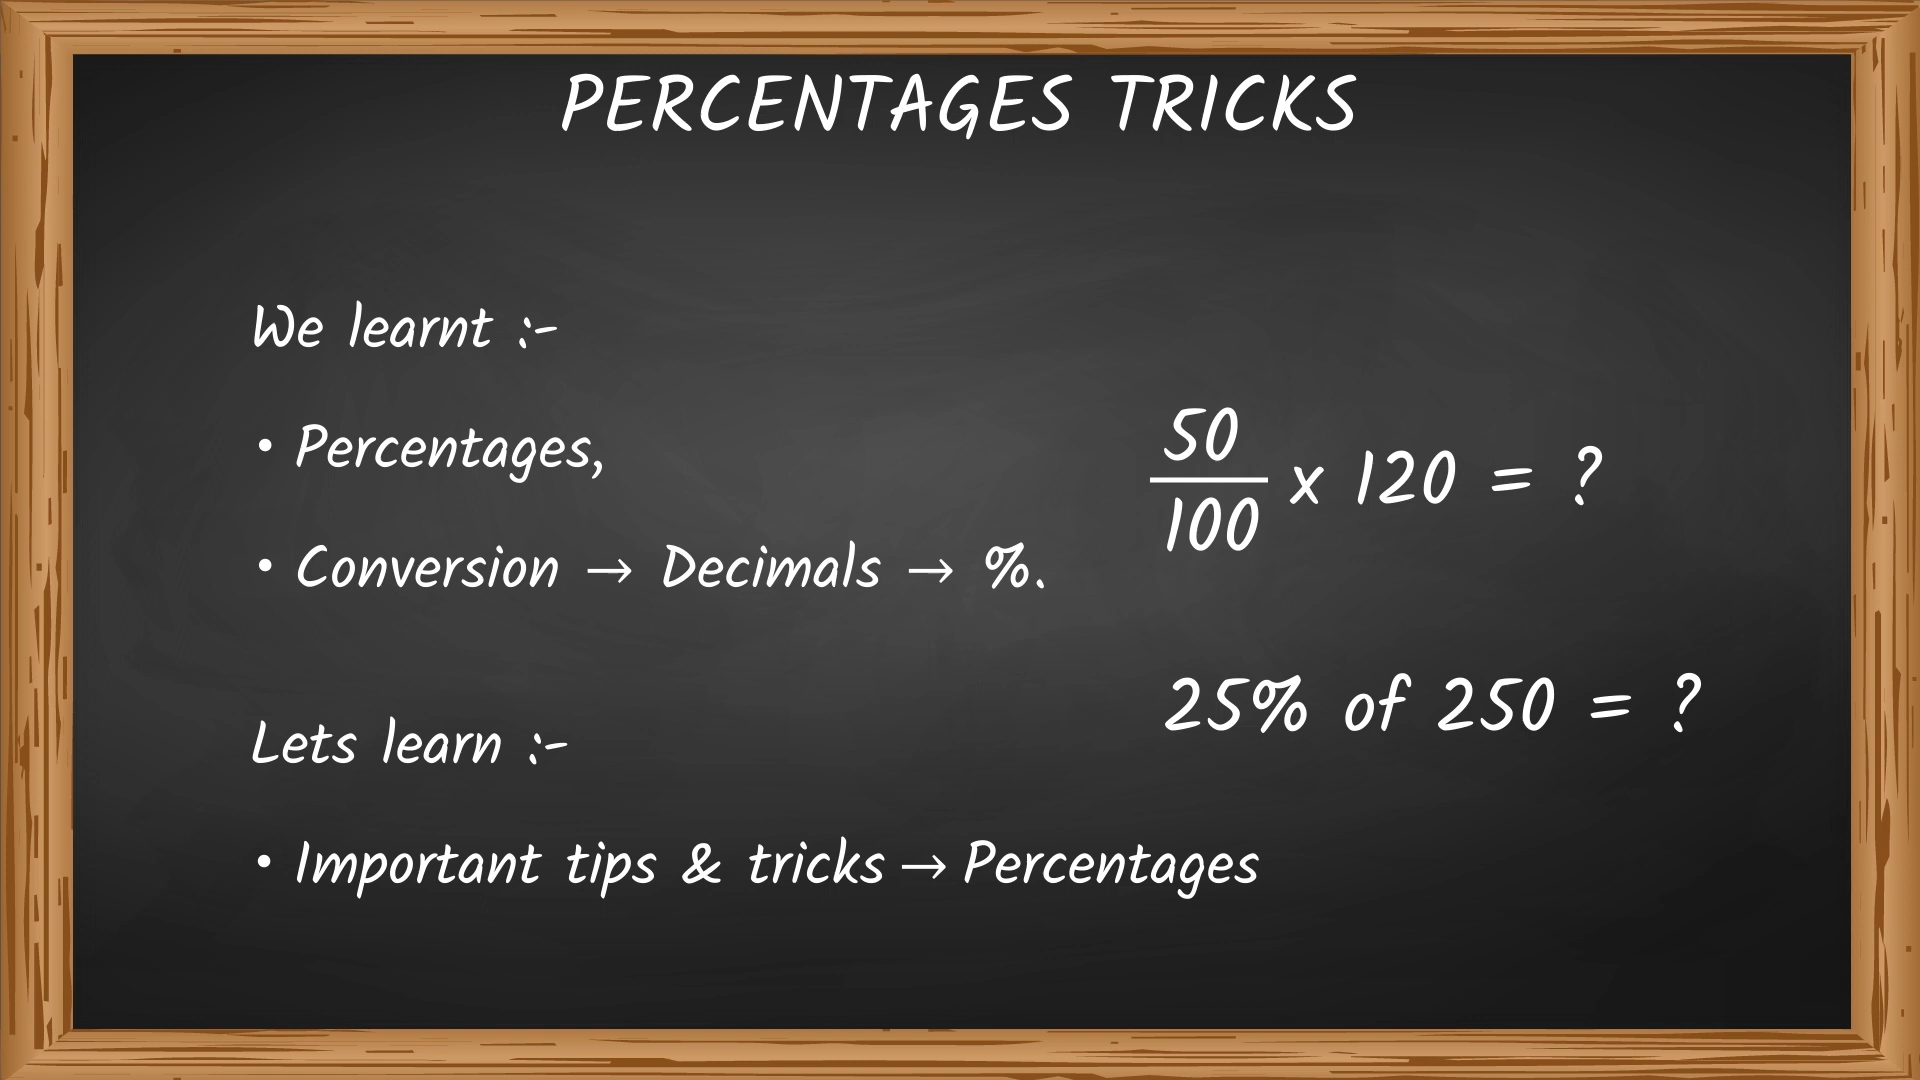 PERCENTAGES TRICKS
We learnt :-
• Percentages,
• Conversion → Decimals → %.
50
100
x 120 = ?
25% of 250 = ?
Lets learn :-
• Important tips & tricks → Percentages